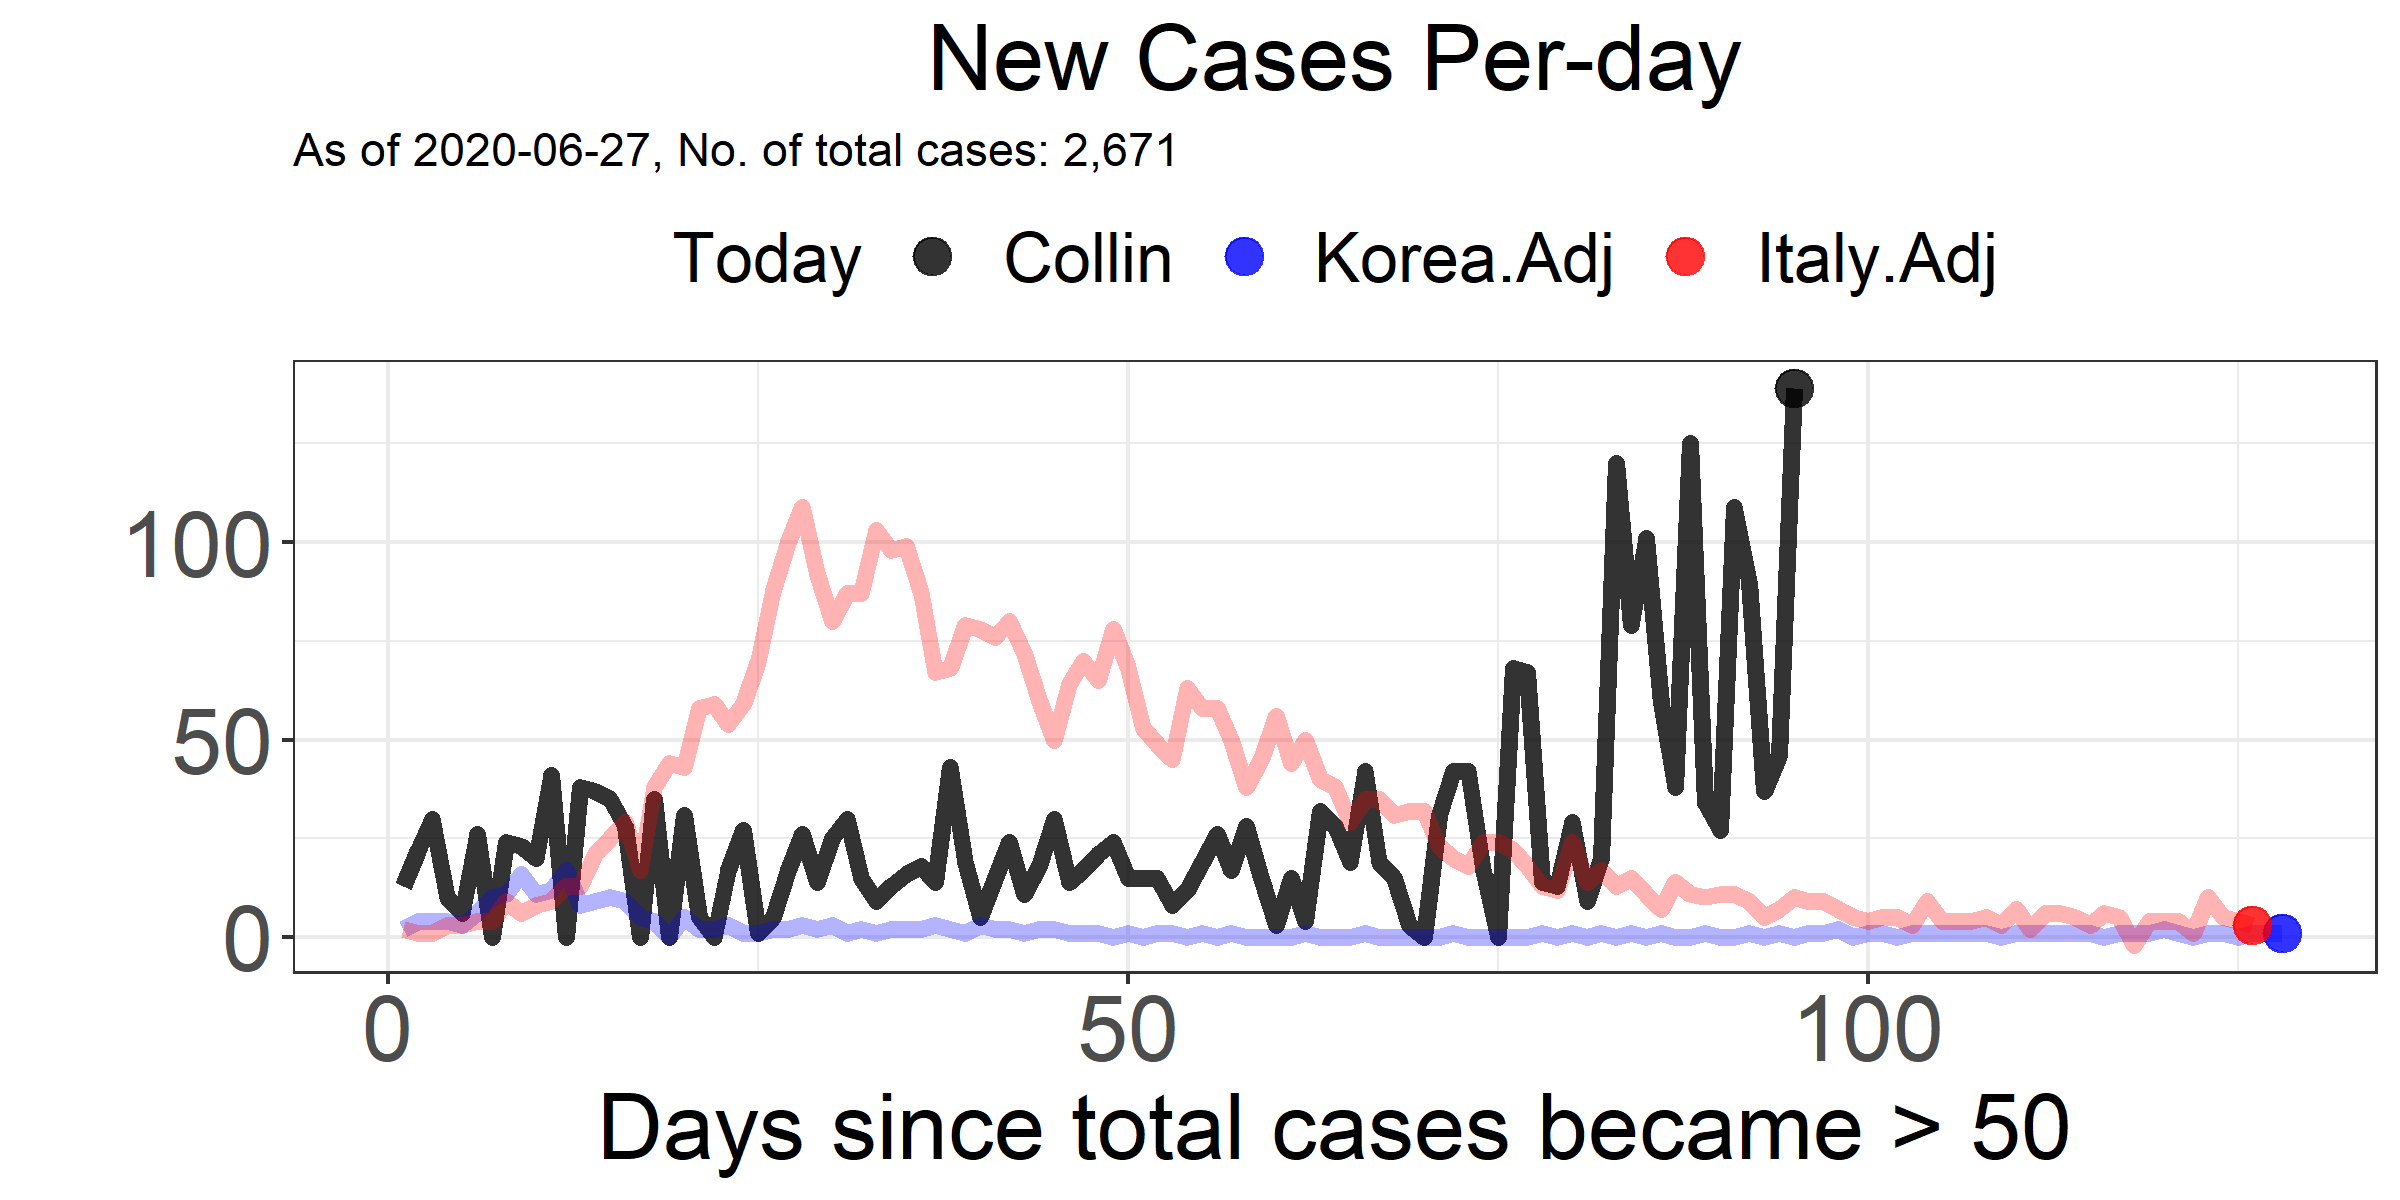 New Cases Per-day
As of 2020-06-27, No. of total cases: 2,671
Today Collin Korea.Adj Italy.Adj
100
50
0
0 50 100
Days since total cases became > 50